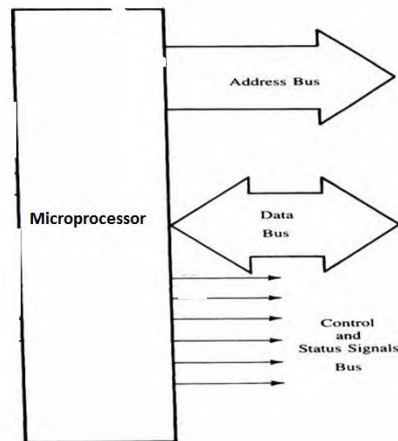 Address Bus
Microprocessor
Data
Bus
Control
and
Status Signals
Bus